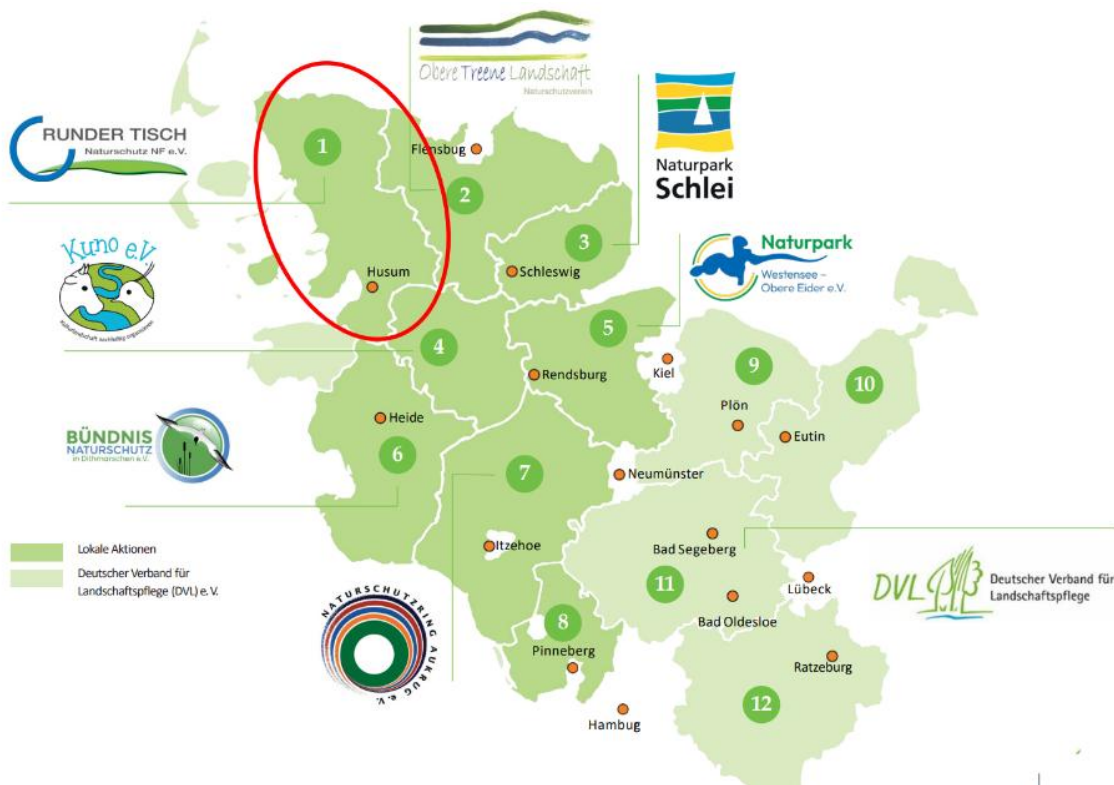 Obere Treene Landschaft
Naturschutzverein
RUNDER TISCH
Naturschutz NF e.V.
1
Flensbug
2
Naturpark
Schlei
Kuno e.V.
Kulturlandschaft nachhaltig organisieren
3
Schleswig
Husum
Naturpark
Westensee –
Obere Eider e.V.
4
5
Rendsburg
Kiel
9
10
Plön
Eutin
Heide
BÜNDNIS
NATURSCHUTZ
in Dithmarschen e.V.
6
7
Neumünster
Lokale Aktionen
Deutscher Verband für
Landschaftspflege (DVL) e. V.
Itzehoe
Bad Segeberg
11
Lübeck
Bad Oldesloe
DVL
Deutscher Verband für
Landschaftspflege
NATURSCHUTZRING AUKRUG e.V.
8
Pinneberg
Ratzeburg
12
Hambug